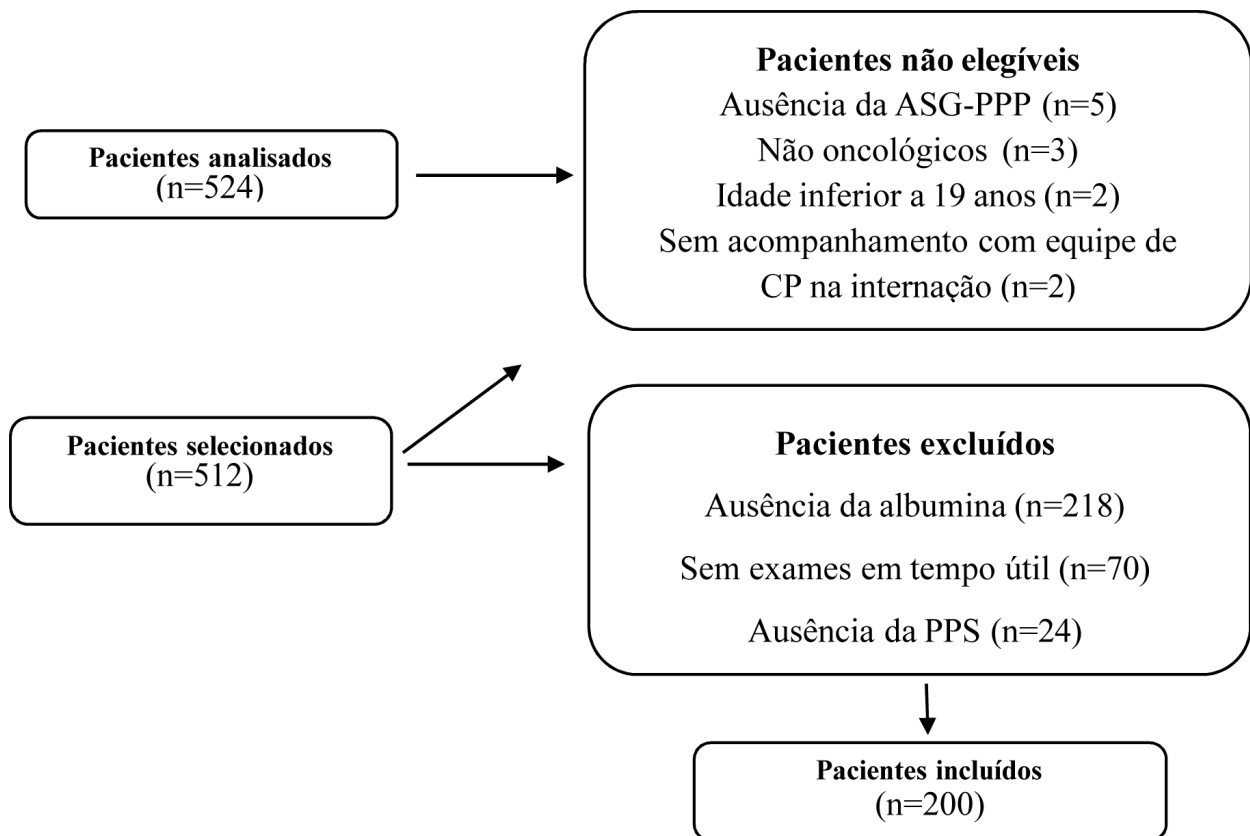 Pacientes analisados
(n=524)
Pacientes não elegíveis
Ausência da ASG-PPP (n=5)
Não oncológicos (n=3)
Idade inferior a 19 anos (n=2)
Sem acompanhamento com equipe de
CP na internação (n=2)
Pacientes selecionados
(n=512)
Pacientes excluídos
Ausência da albumina (n=218)
Sem exames em tempo útil (n=70)
Ausência da PPS (n=24)
Pacientes incluídos
(n=200)